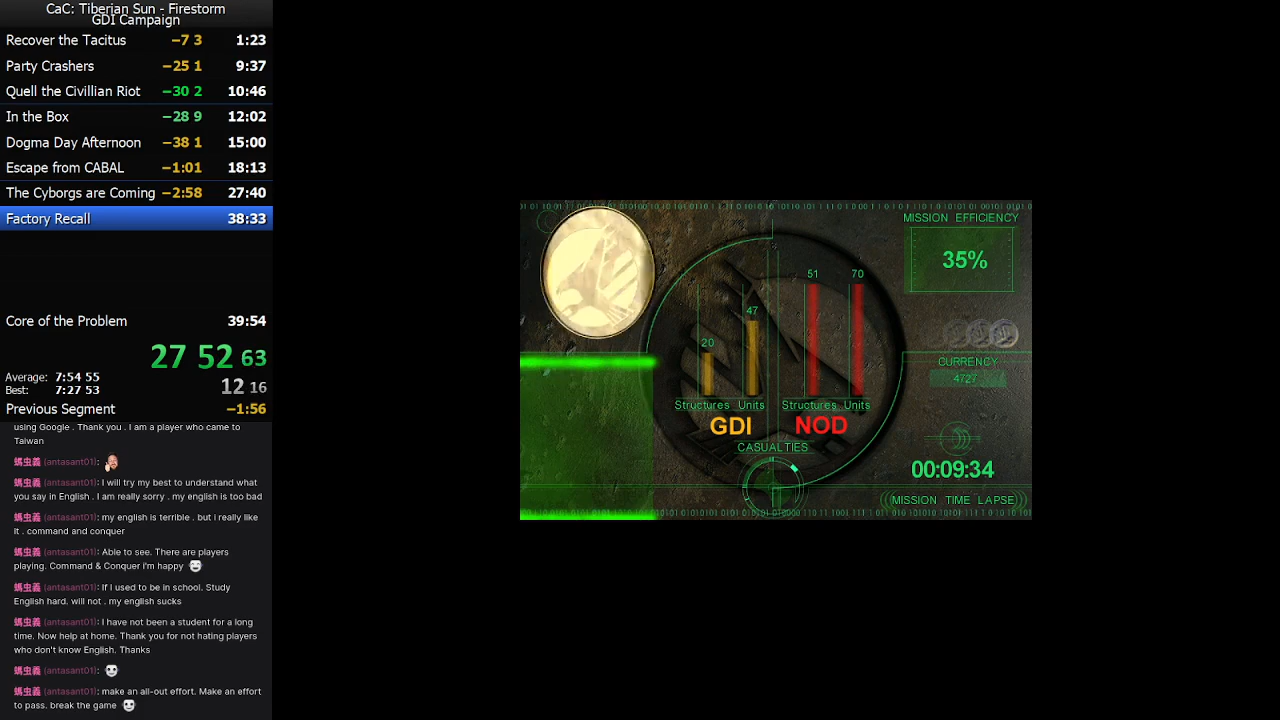 CaC: Tiberian Sun - Firestorm
GDI Campaign
Recover the Tacitus −7 3 1:23
Party Crashers −25 1 9:37
Quell the Civillian Riot −30 2 10:46
In the Box −28 9 12:02
Dogma Day Afternoon −38 1 15:00
Escape from CABAL −1:01 18:13
The Cyborgs are Coming −2:58 27:40
Factory Recall 38:33
Core of the Problem 39:54
27 52 63
Average: 7:54 55
Best: 7:27 53
12 16
Previous Segment −1:56
using Google . Thank you . I am a player who came to
Taiwan
螞虫義 (antasant01):
螞虫義 (antasant01): I will try my best to understand what
you say in English . I am really sorry . my english is too bad
螞虫義 (antasant01): my english is terrible . but i really like
it . command and conquer
螞虫義 (antasant01): Able to see. There are players
playing. Command & Conquer i'm happy
螞虫義 (antasant01): If I used to be in school. Study
English hard. will not . my english sucks
螞虫義 (antasant01): I have not been a student for a long
time. Now help at home. Thank you for not hating players
who don't know English. Thanks
螞虫義 (antasant01):
螞虫義 (antasant01): make an all-out effort. Make an effort
to pass. break the game
MISSION EFFICIENCY
35%
51 70
47
20
CURRENCY
4727
Structures Units Structures Units
GDI NOD
CASUALTIES
00:09:34
MISSION TIME LAPSE